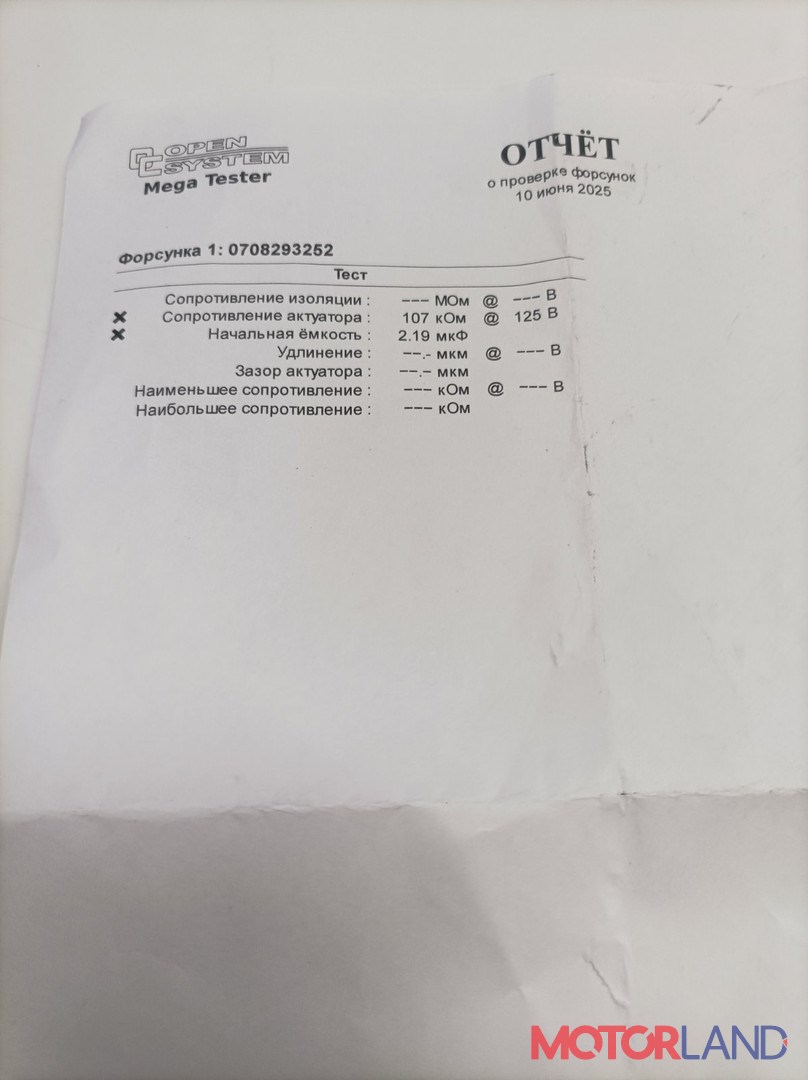 OPEN
SYSTEM
Mega Tester
ОТЧЁТ
о проверке форсунок
10 июня 2025
Форсунка 1: 0708293252
Тест
Сопротивление изоляции : --- МОм @ --- В
✖ Сопротивление актуатора : 107 кОм @ 125 В
✖ Начальная ёмкость : 2.19 мкФ
Удлинение : --.- мкм @ --- В
Зазор актуатора : --.- мкм
Наименьшее сопротивление : --- кОм @ --- В
Наибольшее сопротивление : --- кОм
MOTORLAND